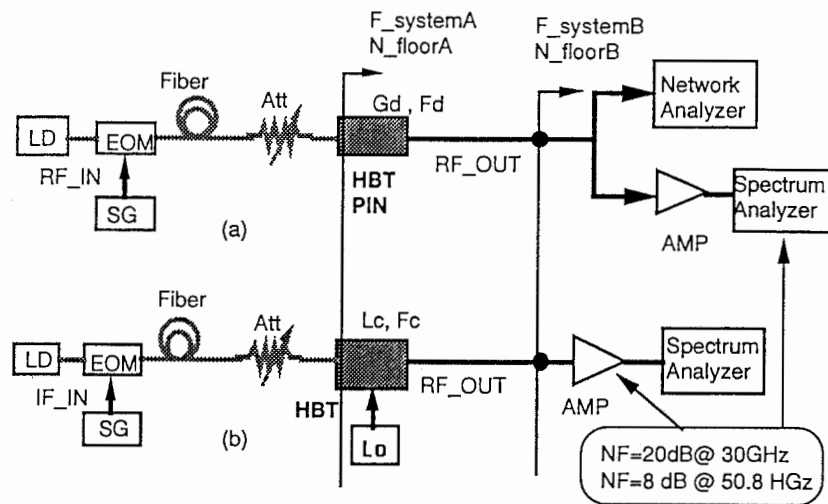 F_systemA
N_floorA
F_systemB
N_floorB
Fiber
Att
Gd , Fd
Network
Analyzer
LD
EOM
RF_IN
SG
(a)
HBT
PIN
RF_OUT
AMP
Spectrum
Analyzer
Fiber
Att
Lc, Fc
LD
EOM
IF_IN
SG
(b)
HBT
Lo
RF_OUT
AMP
Spectrum
Analyzer
NF=20dB@ 30GHz
NF=8 dB @ 50.8 HGz